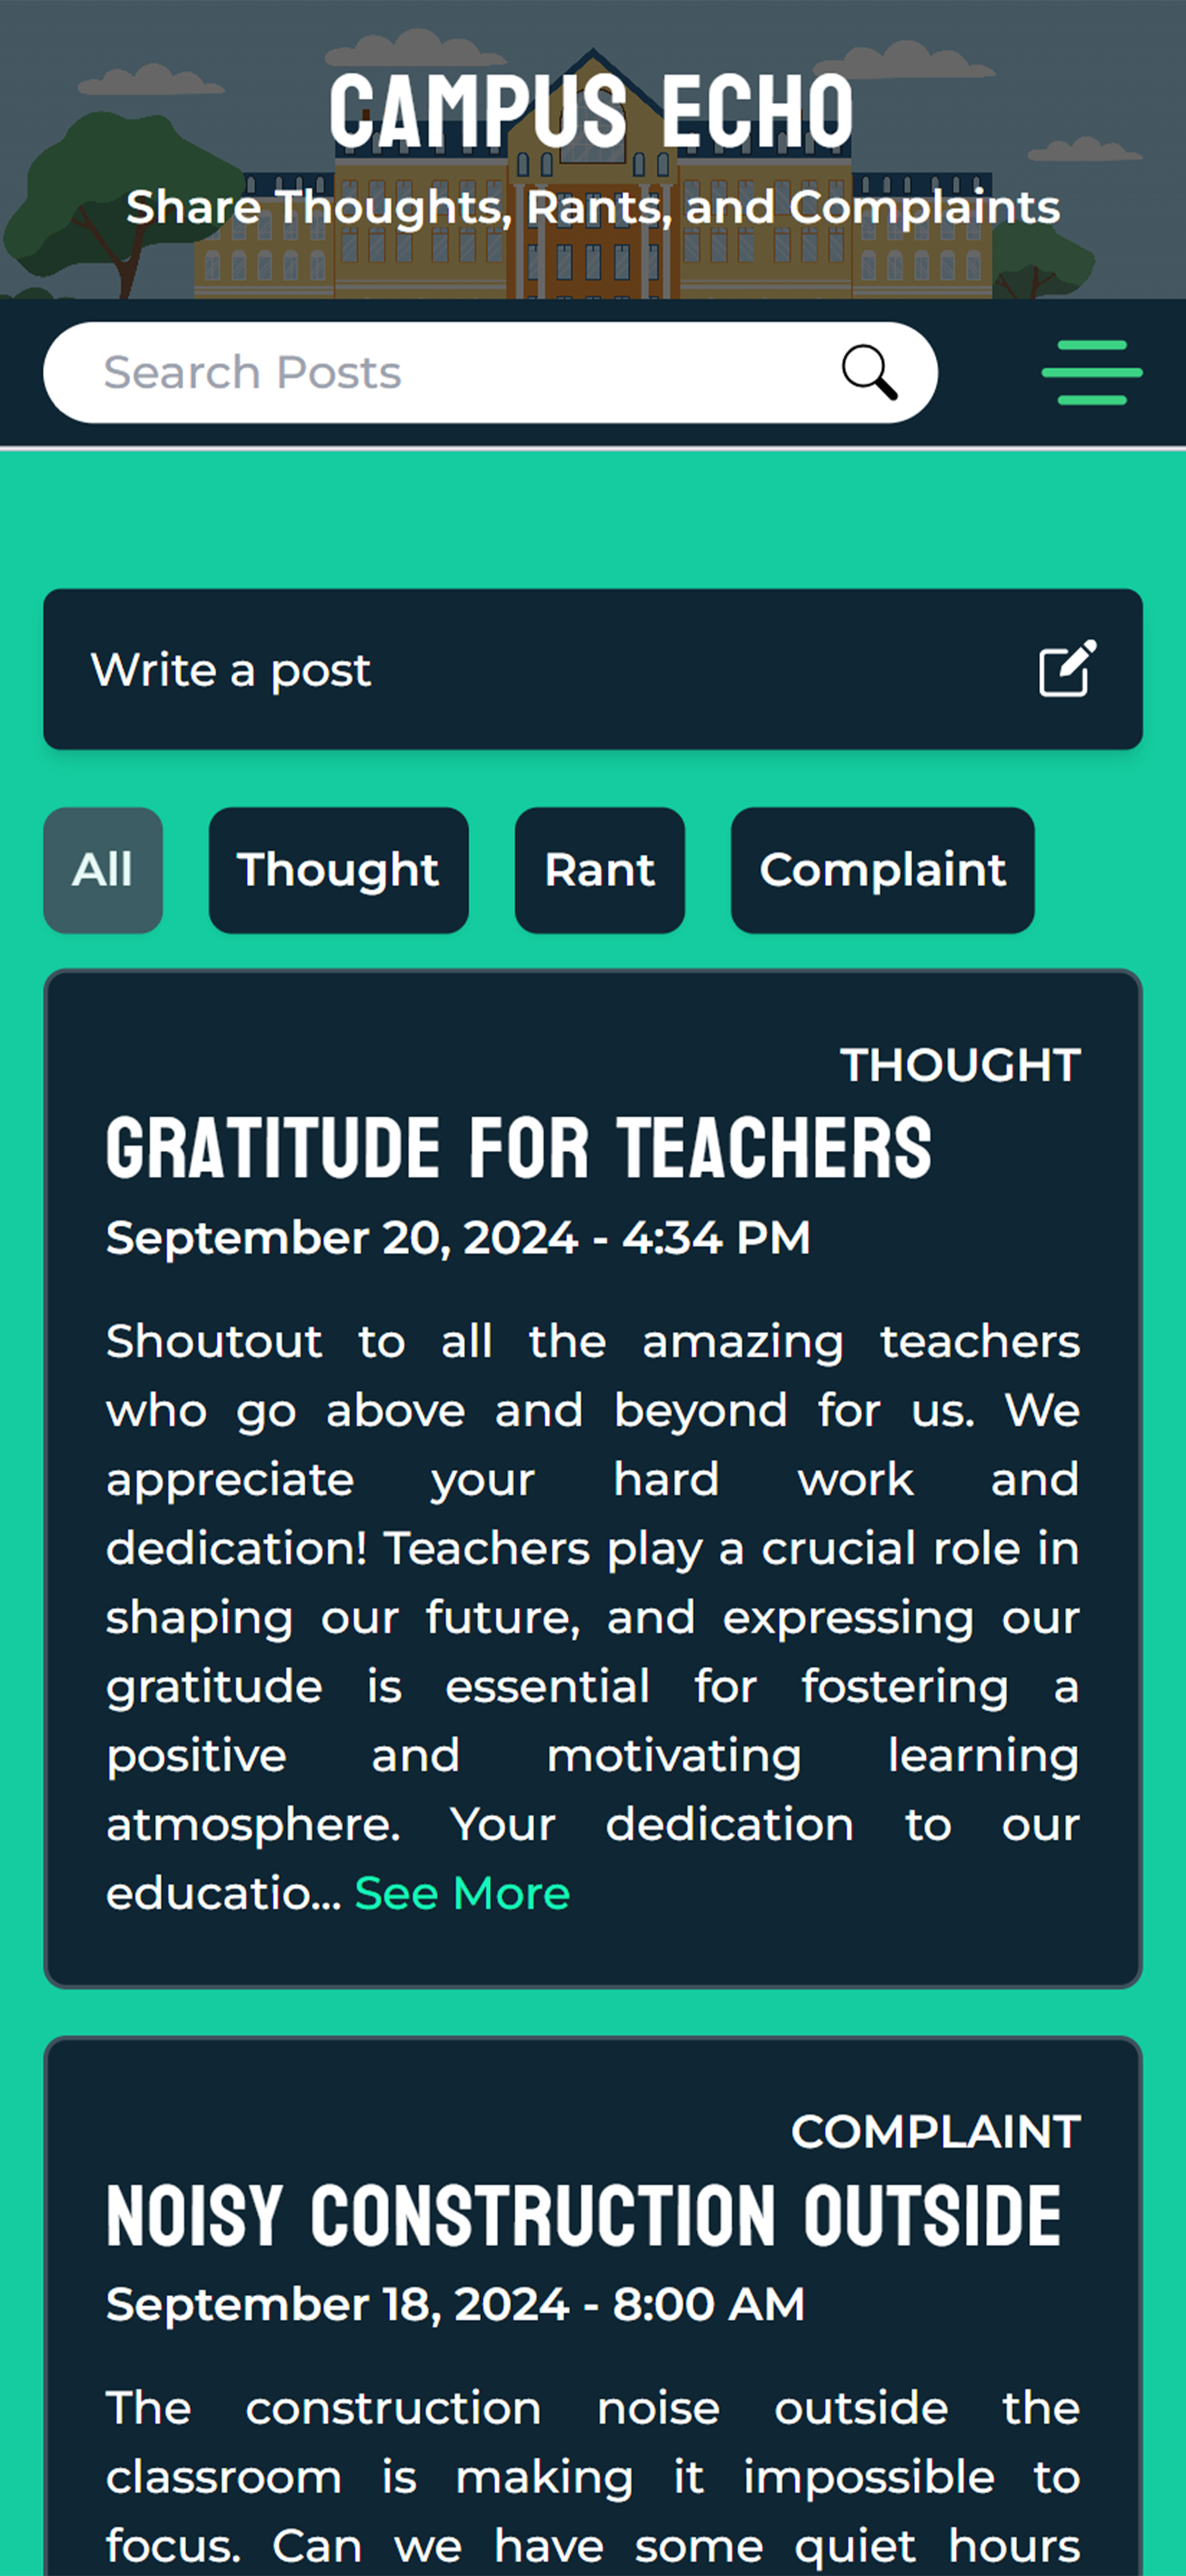 CAMPUS ECHO
Share Thoughts, Rants, and Complaints
Search Posts
Write a post
All
Thought
Rant
Complaint
THOUGHT
GRATITUDE FOR TEACHERS
September 20, 2024 - 4:34 PM
Shoutout to all the amazing teachers
who go above and beyond for us. We
appreciate your hard work and
dedication! Teachers play a crucial role in
shaping our future, and expressing our
gratitude is essential for fostering a
positive and motivating learning
atmosphere. Your dedication to our
educatio... See More
COMPLAINT
NOISY CONSTRUCTION OUTSIDE
September 18, 2024 - 8:00 AM
The construction noise outside the
classroom is making it impossible to
focus. Can we have some quiet hours